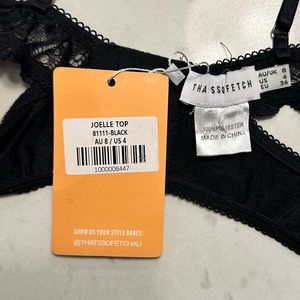 JOELLE TOP
81111-BLACK
AU 8 / US 4
1000008447
SHOW US YOUR STYLE BABES
@THATSSOFETCHAU
THATSSOFETCH
AU/UK 8
US 4
EU 36
100% POLYESTER
MADE IN CHINA